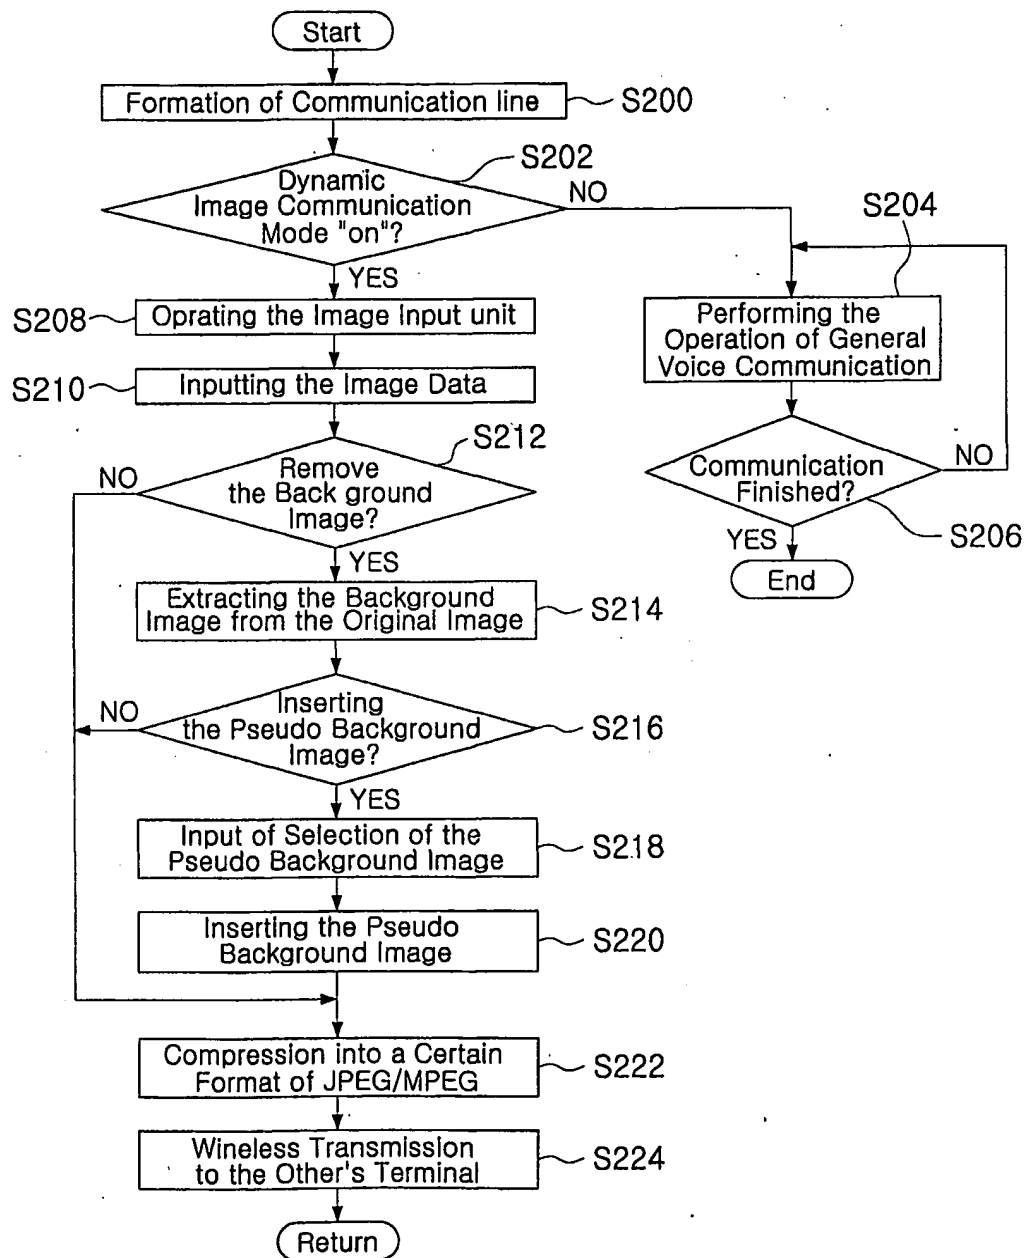 Start
Formation of Communication line
S200
Dynamic
Image Communication
Mode "on"?
S202
NO
YES
S204
Performing the
Operation of General
Voice Communication
Communication
Finished?
NO
S206
YES
End
S208
Oprating the Image Input unit
S210
Inputting the Image Data
S212
Remove
the Back ground
Image?
NO
YES
Extracting the Background
Image from the Original Image
S214
Inserting
the Pseudo Background
Image?
NO
S216
YES
Input of Selection of the
Pseudo Background Image
S218
Inserting the Pseudo
Background Image
S220
Compression into a Certain
Format of JPEG/MPEG
S222
Wineless Transmission
to the Other's Terminal
S224
Return